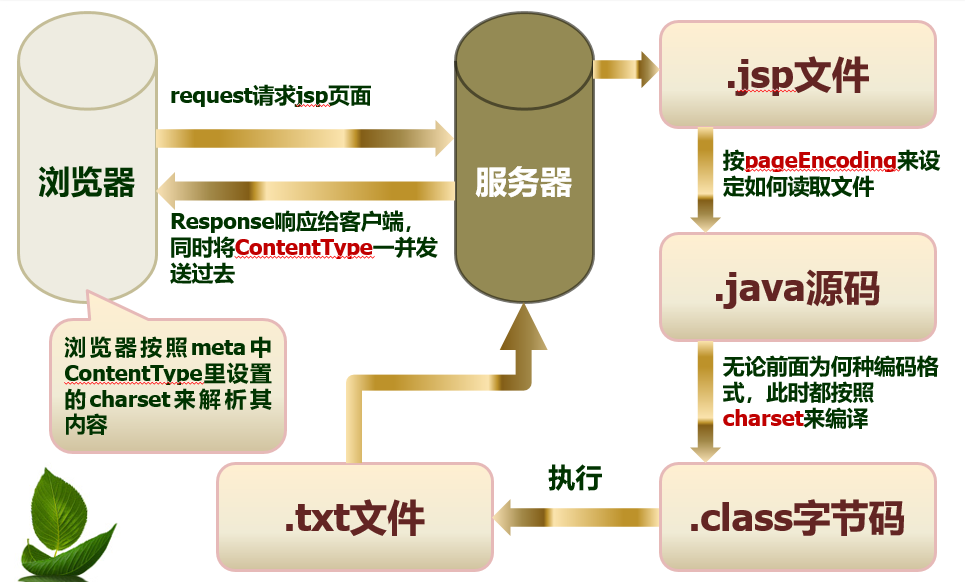 request请求jsp页面
浏览器
服务器
Response响应给客户端，
同时将ContentType一并发
送过去
浏览器按照meta中
ContentType里设置
的charset来解析其
内容
.jsp文件
按pageEncoding来设
定如何读取文件
.java源码
无论前面为何种编码格
式，此时都按照
charset来编译
.class字节码
执行
.txt文件